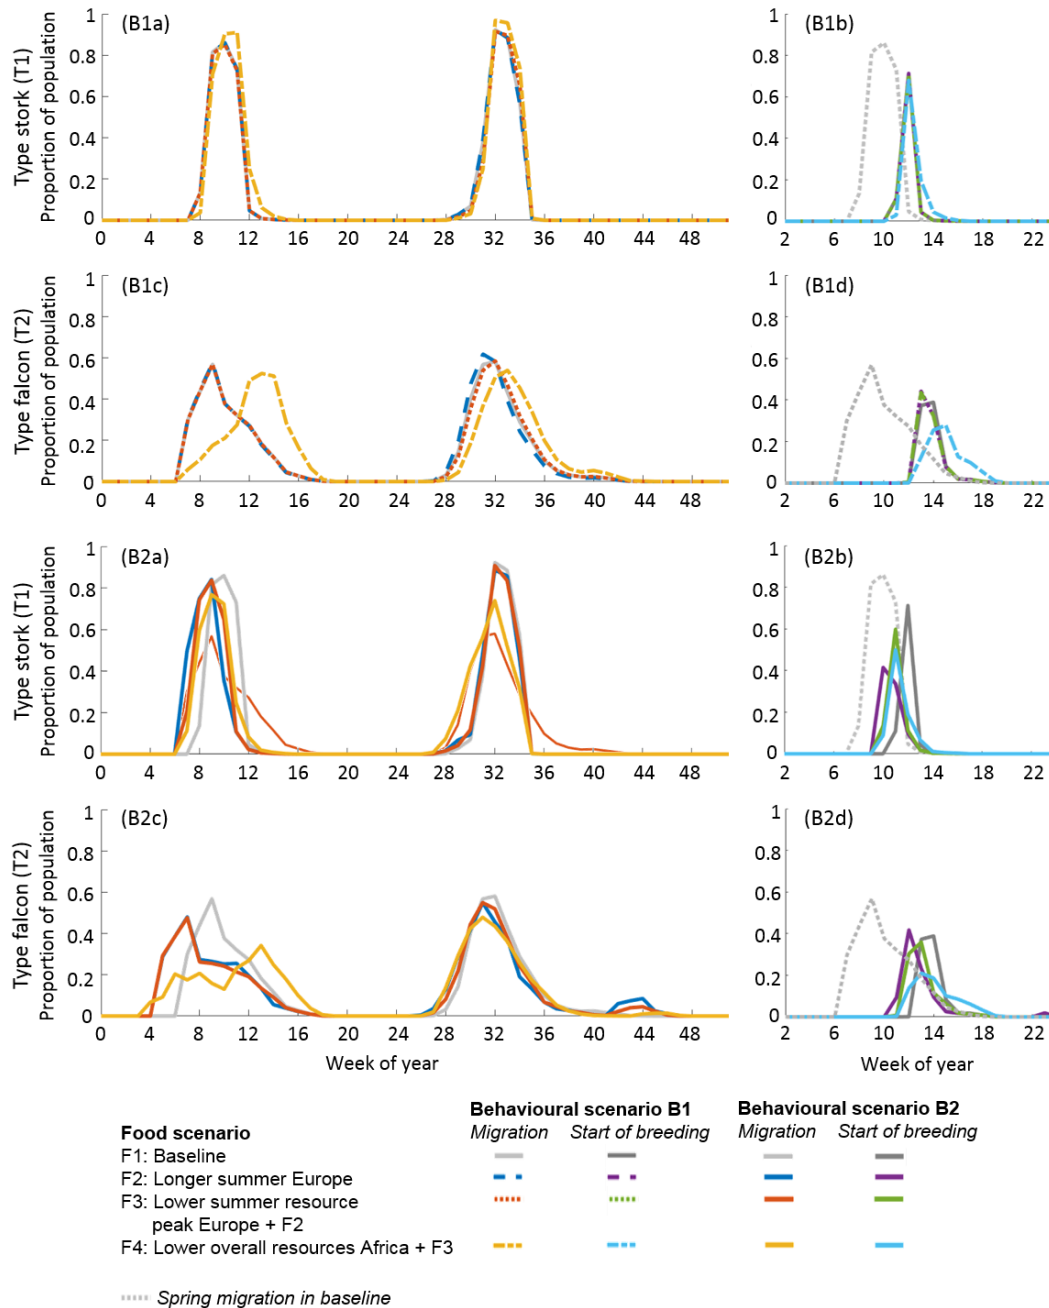 (B1a)
(B1b)
Type stork (T1)
Proportion of population
1
0.8
0.6
0.4
0.2
0
0 4 8 12 16 20 24 28 32 36 40 44 48
1
0.8
0.6
0.4
0.2
0
2 6 10 14 18 22
(B1c)
(B1d)
Type falcon (T2)
Proportion of population
1
0.8
0.6
0.4
0.2
0
0 4 8 12 16 20 24 28 32 36 40 44 48
1
0.8
0.6
0.4
0.2
0
2 6 10 14 18 22
(B2a)
(B2b)
Type stork (T1)
Proportion of population
1
0.8
0.6
0.4
0.2
0
0 4 8 12 16 20 24 28 32 36 40 44 48
1
0.8
0.6
0.4
0.2
0
2 6 10 14 18 22
(B2c)
(B2d)
Type falcon (T2)
Proportion of population
1
0.8
0.6
0.4
0.2
0
0 4 8 12 16 20 24 28 32 36 40 44 48
1
0.8
0.6
0.4
0.2
0
2 6 10 14 18 22
Week of year
Week of year
Behavioural scenario B1
Behavioural scenario B2
Food scenario
Migration Start of breeding
Migration Start of breeding
F1: Baseline
F2: Longer summer Europe
F3: Lower summer resource
peak Europe + F2
F4: Lower overall resources Africa + F3
Spring migration in baseline